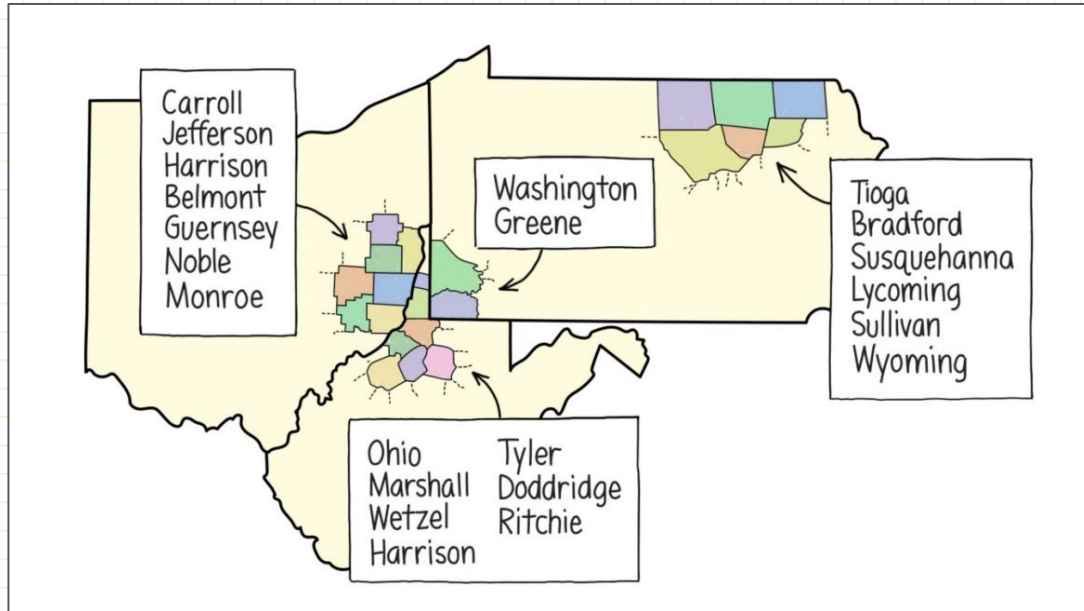 Carroll
Jefferson
Harrison
Belmont
Guernsey
Noble
Monroe
Washington
Greene
Tioga
Bradford
Susquehanna
Lycoming
Sullivan
Wyoming
Ohio
Marshall
Wetzel
Harrison
Tyler
Doddridge
Ritchie